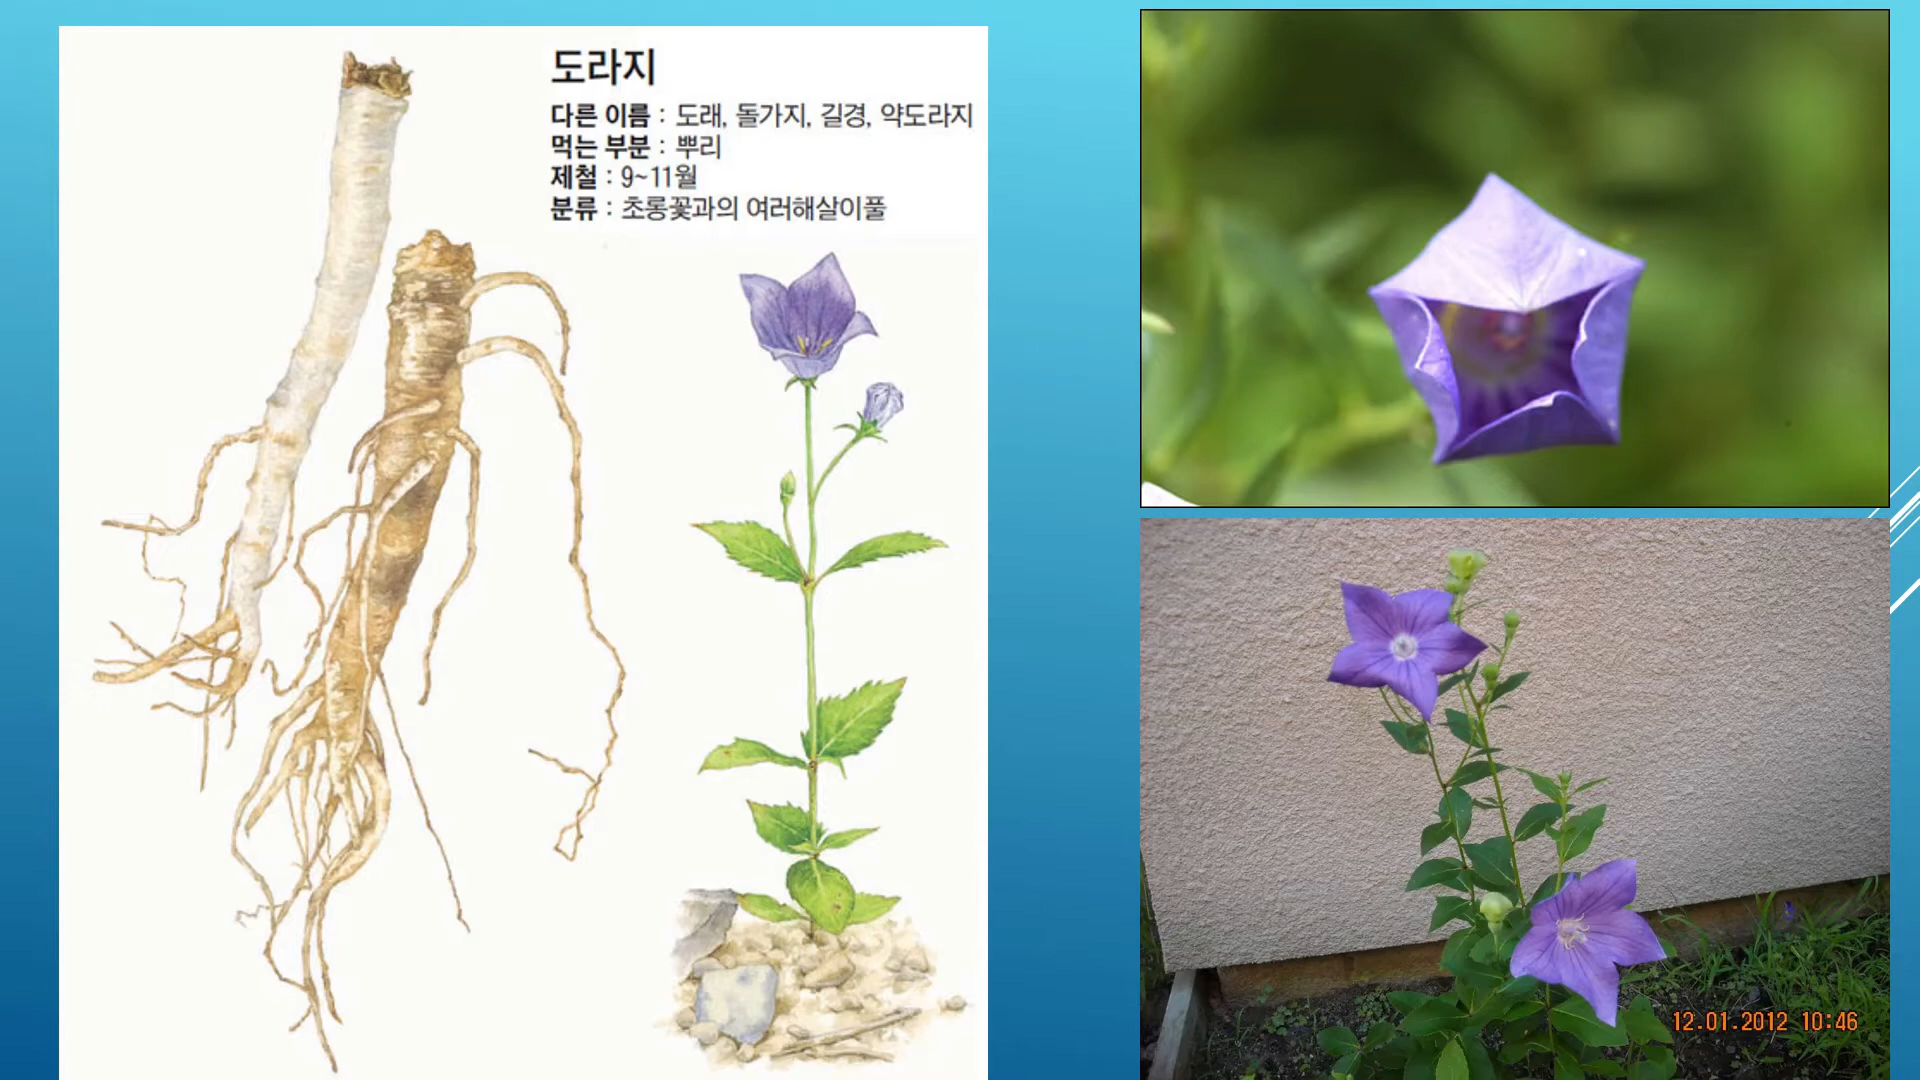 도라지
다른 이름 : 도래, 돌가지, 길경, 약도라지
먹는 부분 : 뿌리
제철 : 9~11월
분류 : 초롱꽃과의 여러해살이풀
12.01.2012 10:46